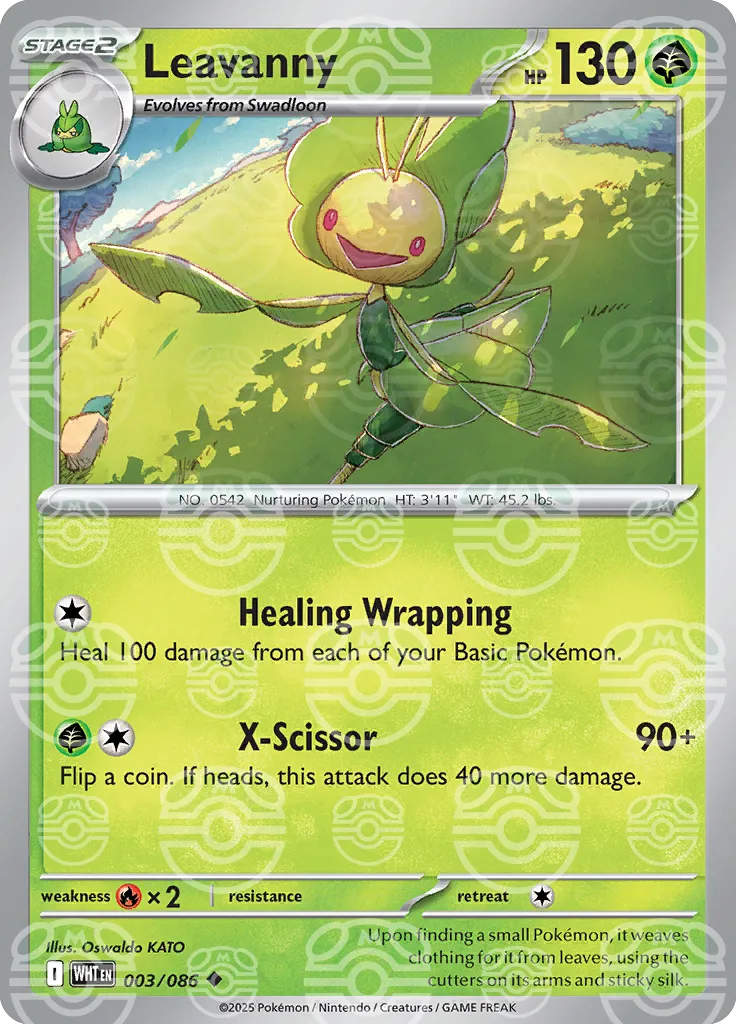 STAGE2
Leavanny
HP 130
Evolves from Swadloon
NO. 0542 Nurturing Pokémon HT: 3'11" WT: 45.2 lbs.
Healing Wrapping
Heal 100 damage from each of your Basic Pokémon.
X-Scissor 90+
Flip a coin. If heads, this attack does 40 more damage.
weakness ×2 resistance retreat
Illus. Oswaldo KATO
Upon finding a small Pokémon, it weaves
clothing for it from leaves, using the
cutters on its arms and sticky silk.
I WHT EN 003/086
©2025 Pokémon / Nintendo / Creatures / GAME FREAK